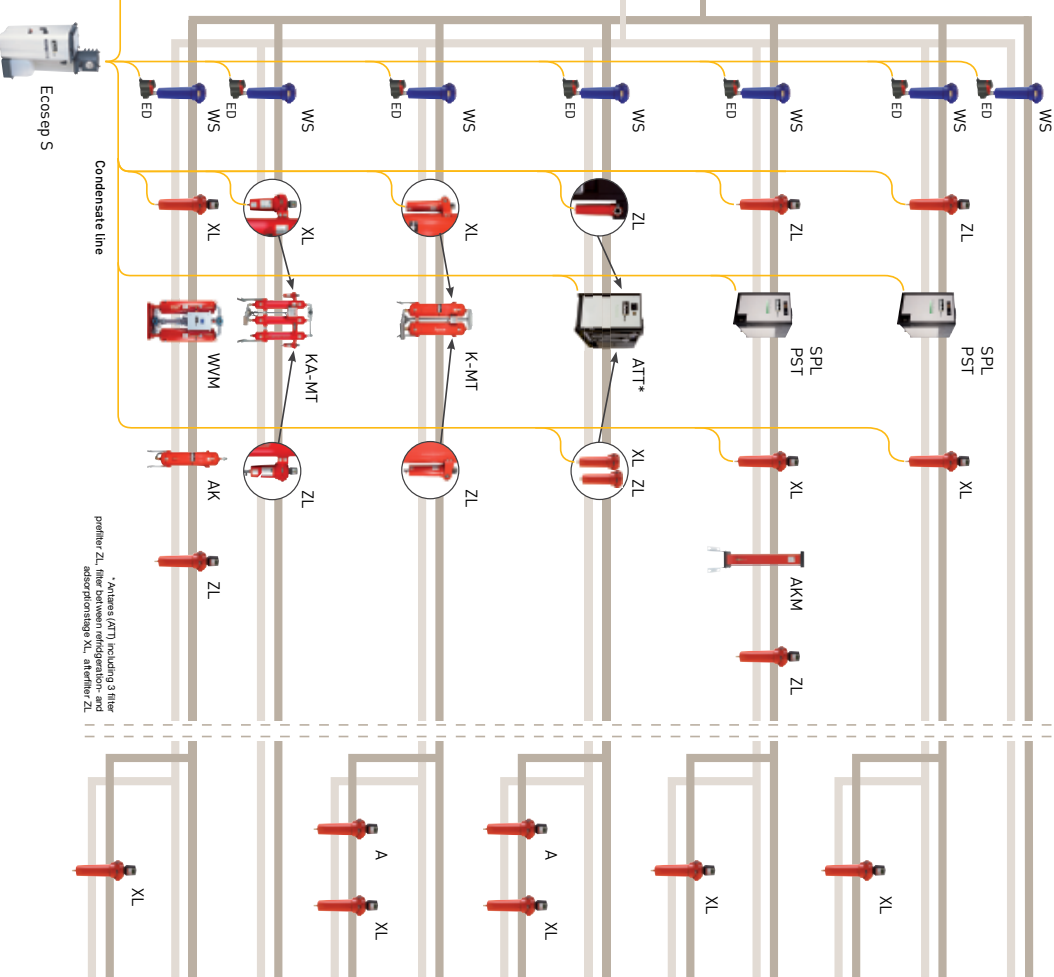 WS
ED
WS
ED
ZL
SPL
PST
XL
XL
WS
ED
ZL
SPL
PST
XL
AKM
ZL
XL
WS
ED
ZL
ATT*
XL
ZL
A
XL
WS
ED
XL
K-MT
ZL
A
XL
WS
ED
XL
KA-MT
ZL
WS
ED
XL
WVM
AK
ZL
XL
Condensate line
* Antares (ATT) including 3 filter
prefilter ZL, filter between refridgeration- and
adsorptionstage XL, afterfilter ZL
Ecosep S